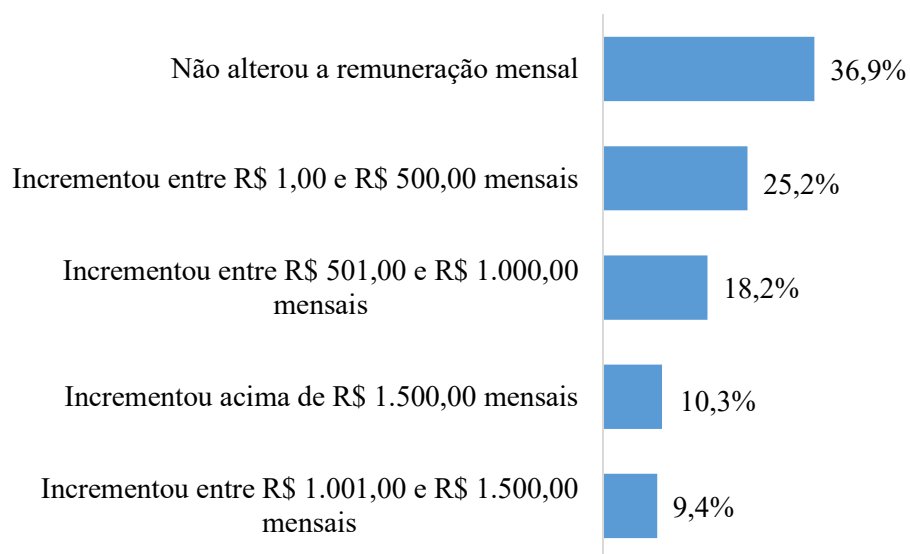 Não alterou a remuneração mensal
36,9%
Incrementou entre R$ 1,00 e R$ 500,00 mensais
25,2%
Incrementou entre R$ 501,00 e R$ 1.000,00
mensais
18,2%
Incrementou acima de R$ 1.500,00 mensais
10,3%
Incrementou entre R$ 1.001,00 e R$ 1.500,00
mensais
9,4%